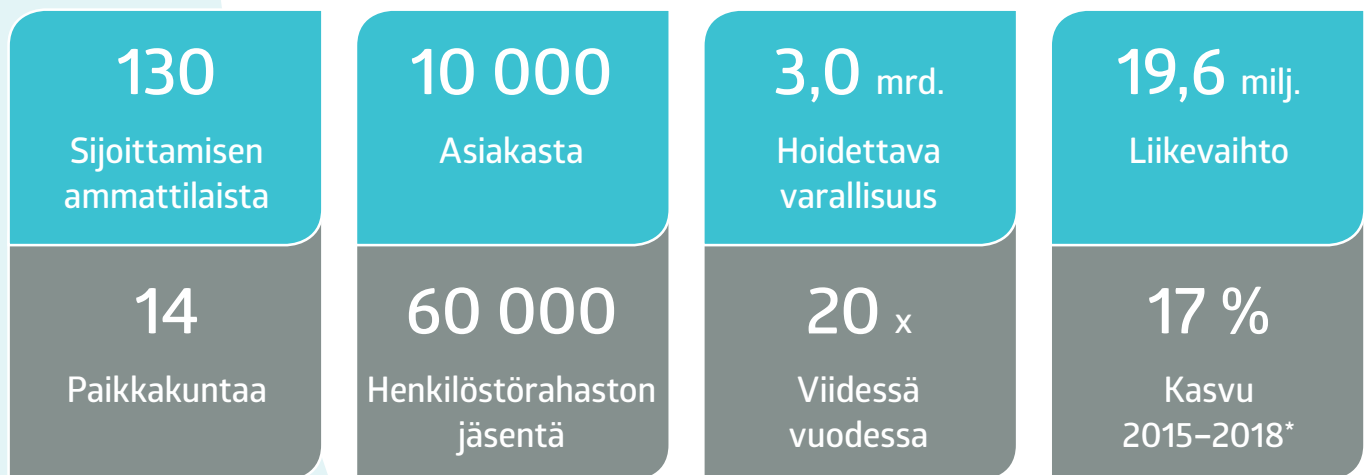 130
Sijoittamisen
ammattilaista
14
Paikkakuntaa
10 000
Asiakasta
60 000
Henkilöstörahaston
jäsentä
3,0 mrd.
Hoidettava
varallisuus
20 x
Viidessä
vuodessa
19,6 milj.
Liikevaihto
17 %
Kasvu
2015–2018*